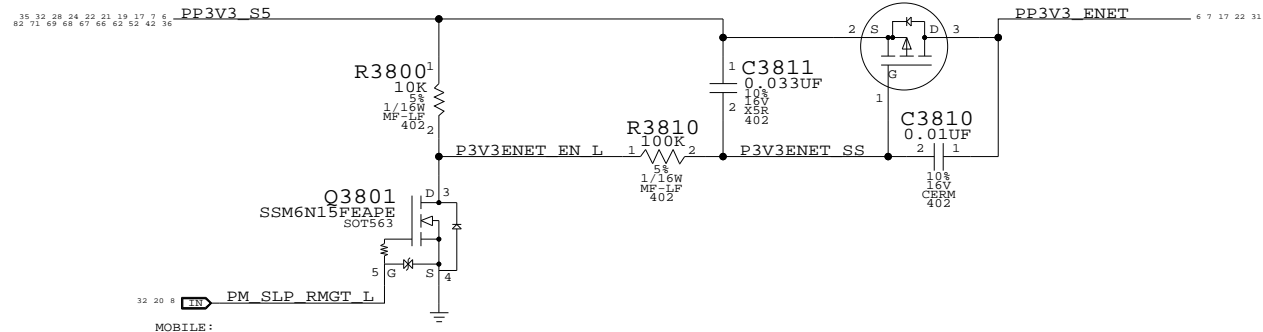 35 32 28 24 22 21 19 17 7 6
82 71 69 68 67 66 62 52 42 36
PP3V3_S5
PP3V3_ENET
6 7 17 22 31
2 S D 3
G
1
R3800
1
10K
5%
1/16W
MF-LF
402
2
1 C3811
0.033UF
10%
16V
X5R
402
2
C3810
0.01UF
2 1
10%
16V
CERM
402
R3810
100K
1 2
5%
1/16W
MF-LF
402
P3V3ENET_EN_L
P3V3ENET_SS
Q3801
SSM6N15FEAPE
SOT563
D 3
5 G S 4
32 20 8 IN PM_SLP_RMGT_L
MOBILE: